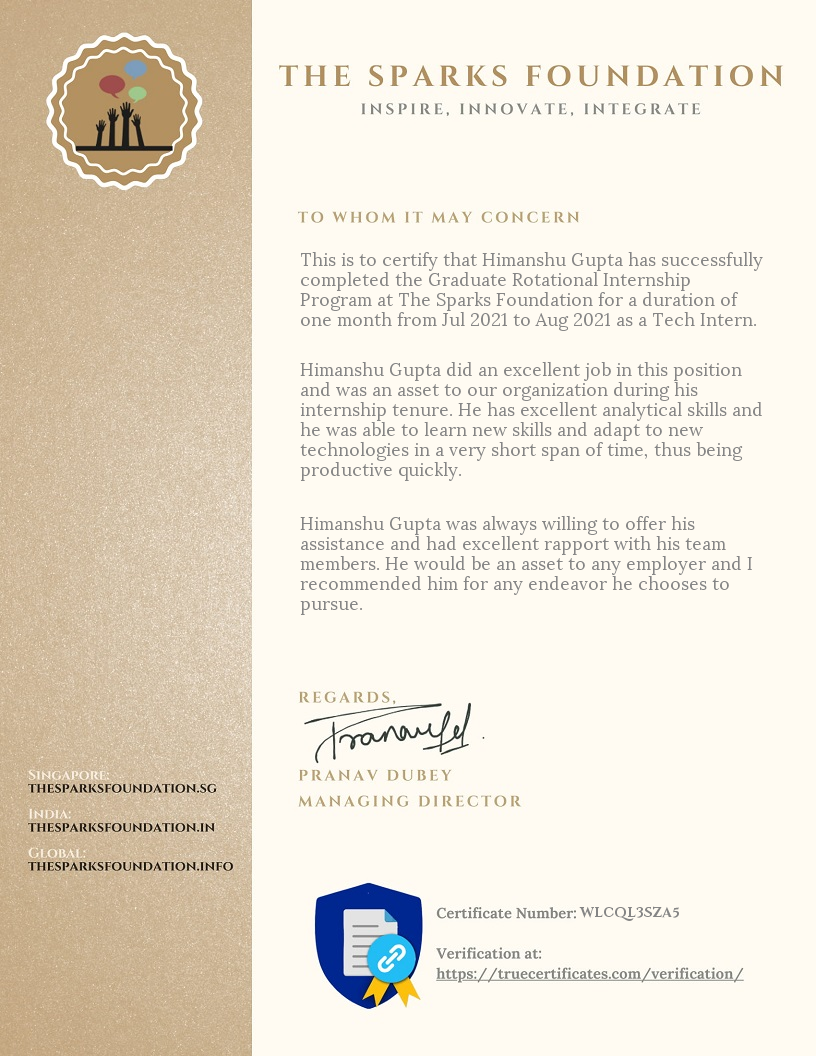 THE SPARKS FOUNDATION
INSPIRE, INNOVATE, INTEGRATE
TO WHOM IT MAY CONCERN
This is to certify that Himanshu Gupta has successfully
completed the Graduate Rotational Internship
Program at The Sparks Foundation for a duration of
one month from Jul 2021 to Aug 2021 as a Tech Intern.
Himanshu Gupta did an excellent job in this position
and was an asset to our organization during his
internship tenure. He has excellent analytical skills and
he was able to learn new skills and adapt to new
technologies in a very short span of time, thus being
productive quickly.
Himanshu Gupta was always willing to offer his
assistance and had excellent rapport with his team
members. He would be an asset to any employer and I
recommended him for any endeavor he chooses to
pursue.
REGARDS,
PRANAV DUBEY
MANAGING DIRECTOR
SINGAPORE:
THESPARKSFOUNDATION.SG
INDIA:
THESPARKSFOUNDATION.IN
GLOBAL:
THESPARKSFOUNDATION.INFO
Certificate Number: WLCQL3SZA5
Verification at:
https://truecertificates.com/verification/